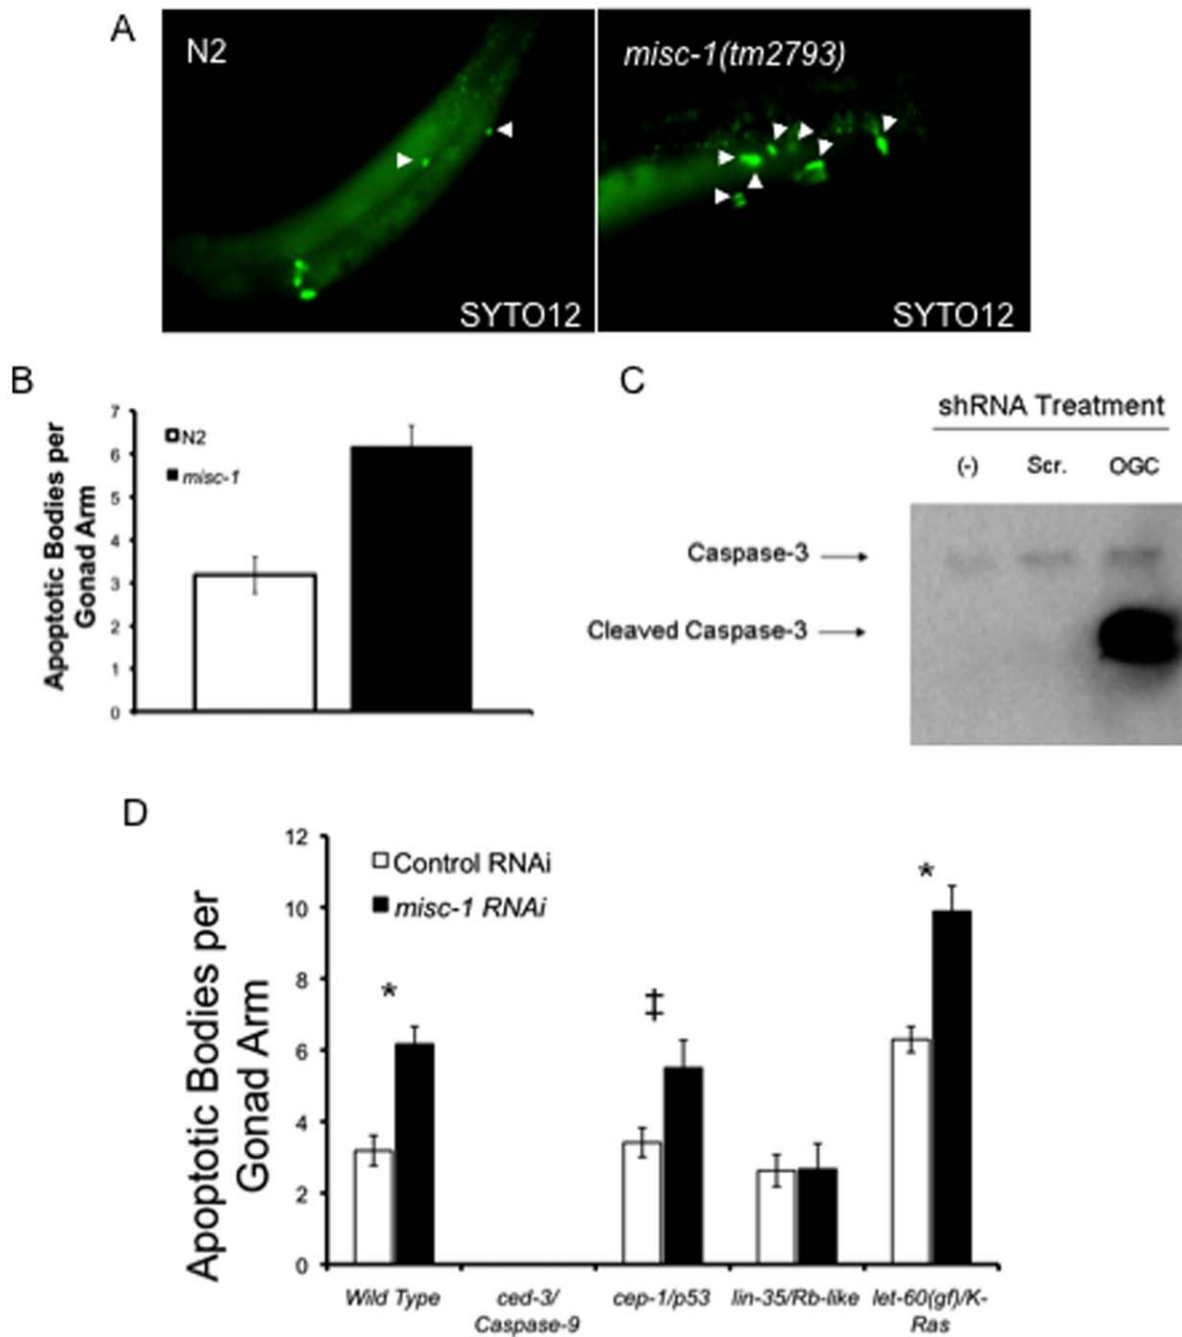 A
N2
SYTO12
misc-1(tm2793)
SYTO12
B
Apoptotic Bodies per
Gonad Arm
7
6
5
4
3
2
1
0
N2
misc-1
C
shRNA Treatment
(-) Scr. OGC
Caspase-3
Cleaved Caspase-3
D
Apoptotic Bodies per
Gonad Arm
12
10
8
6
4
2
0
Control RNAi
misc-1 RNAi
*
‡
*
Wild Type
ced-3/
Caspase-9
cep-1/p53
lin-35/Rb-like
let-60(gf)/K-
Ras